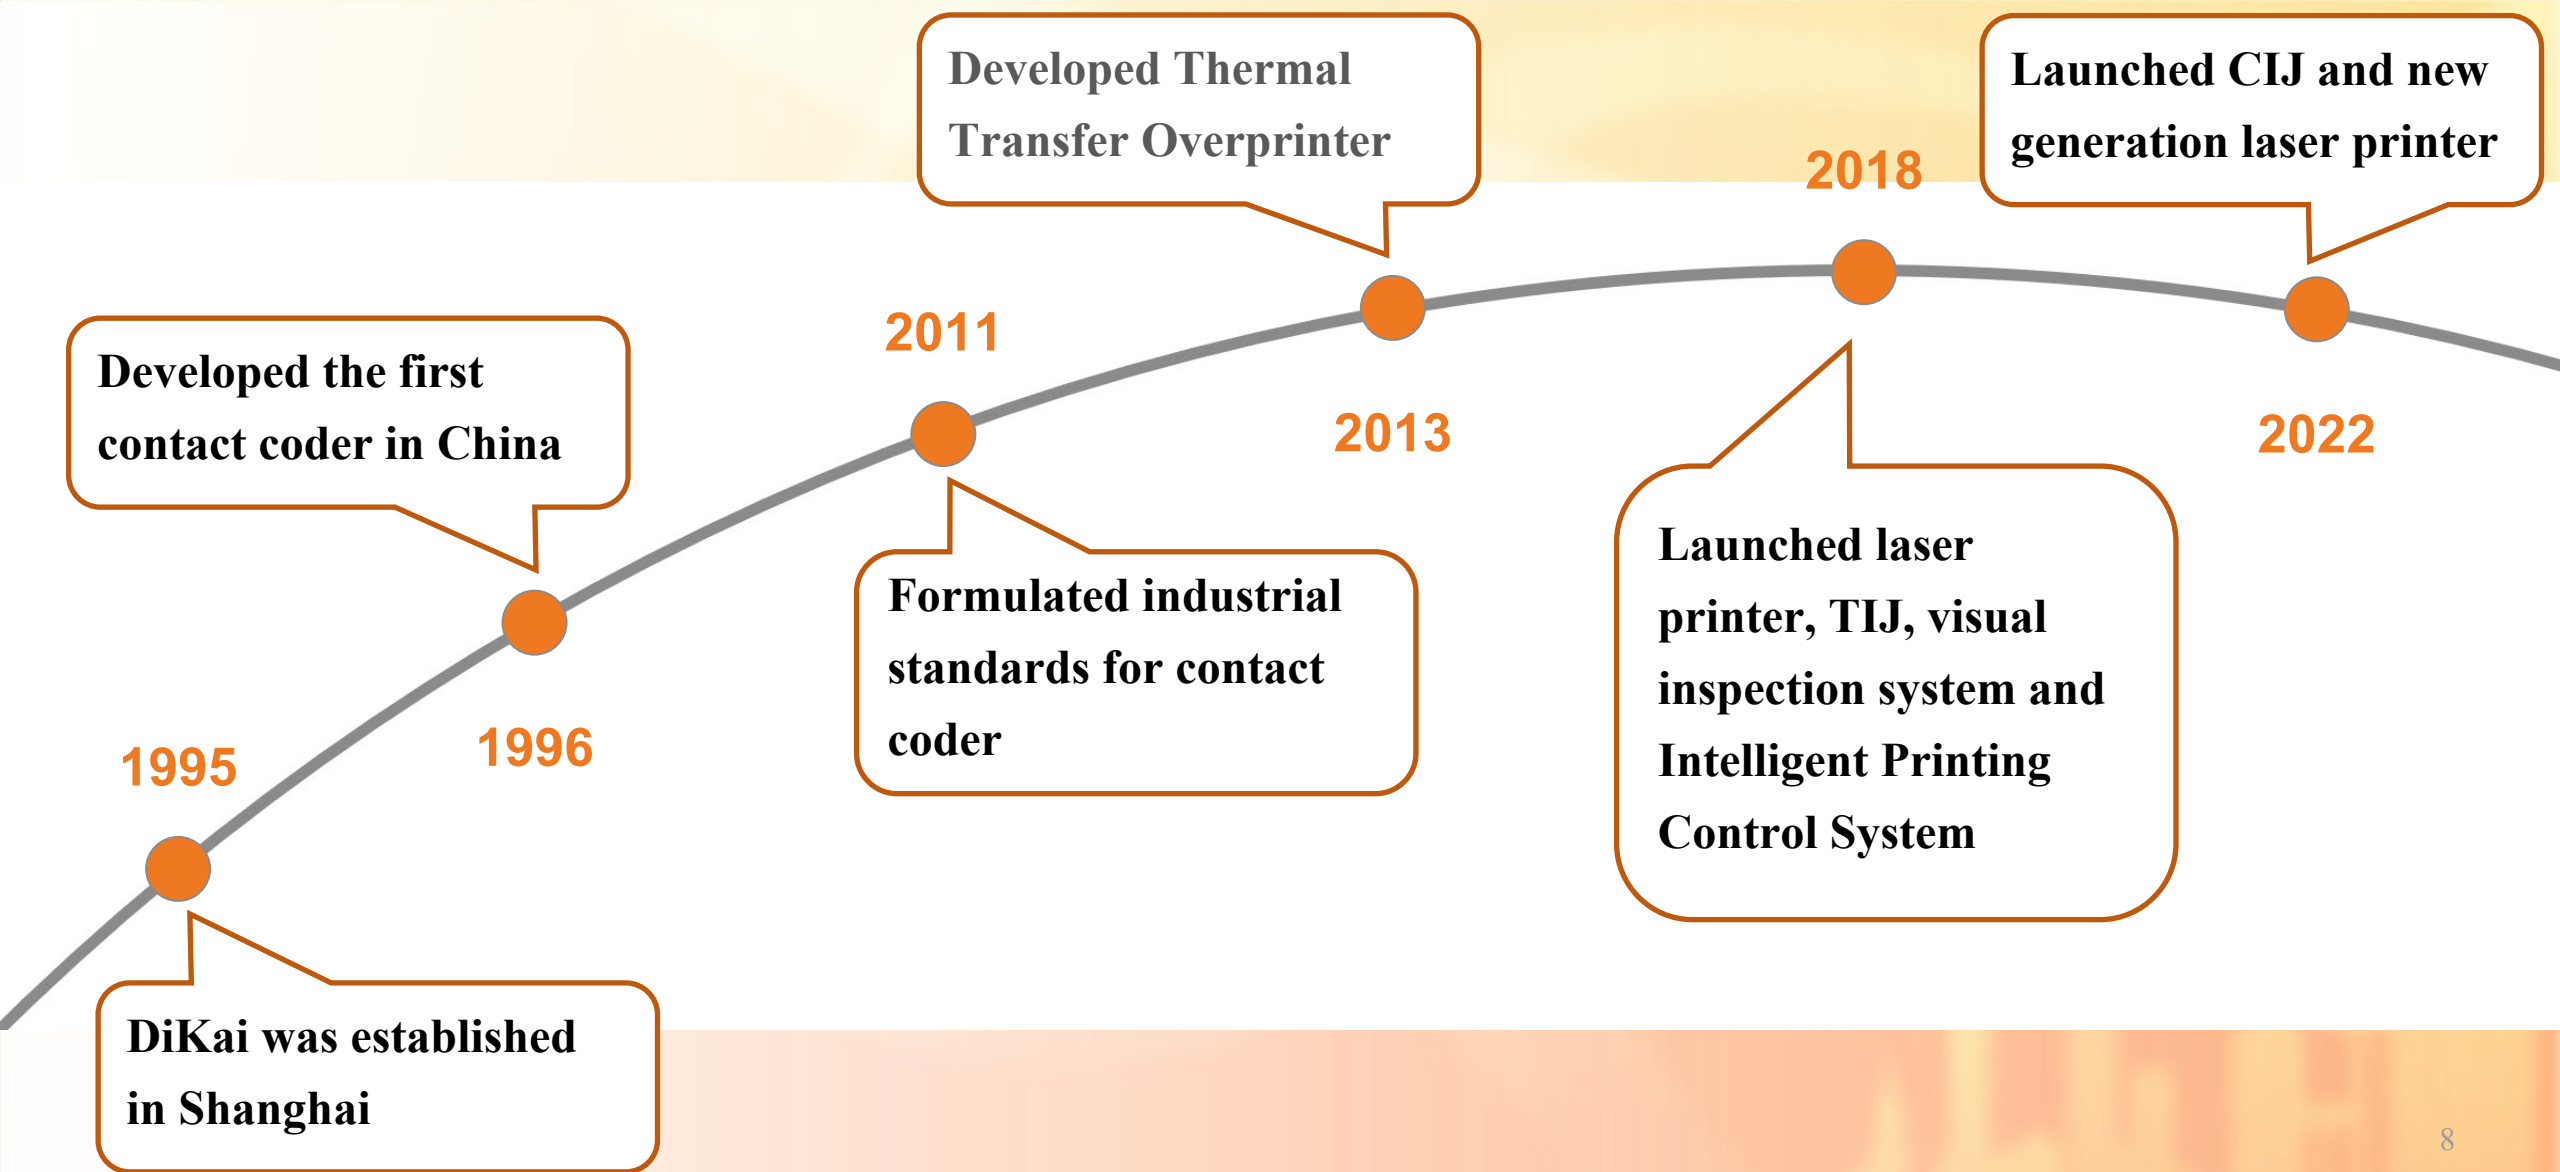 Developed Thermal
Transfer Overprinter
Launched CIJ and new
generation laser printer
2018
2011
Developed the first
contact coder in China
2013
2022
Formulated industrial
standards for contact
coder
Launched laser
printer, TIJ, visual
inspection system and
Intelligent Printing
Control System
1995
1996
DiKai was established
in Shanghai
8